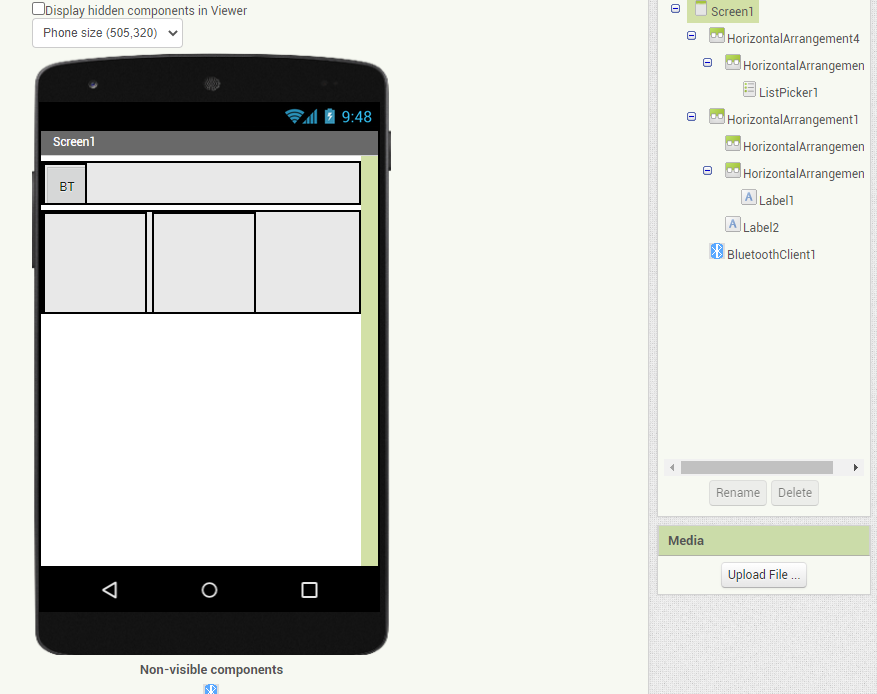 Display hidden components in Viewer
Phone size (505,320)
9:48
Screen1
BT
Non-visible components
Screen1
HorizontalArrangement4
HorizontalArrangemen
ListPicker1
HorizontalArrangement1
HorizontalArrangemen
HorizontalArrangemen
A Label1
A Label2
BluetoothClient1
Rename Delete
Media
Upload File ...